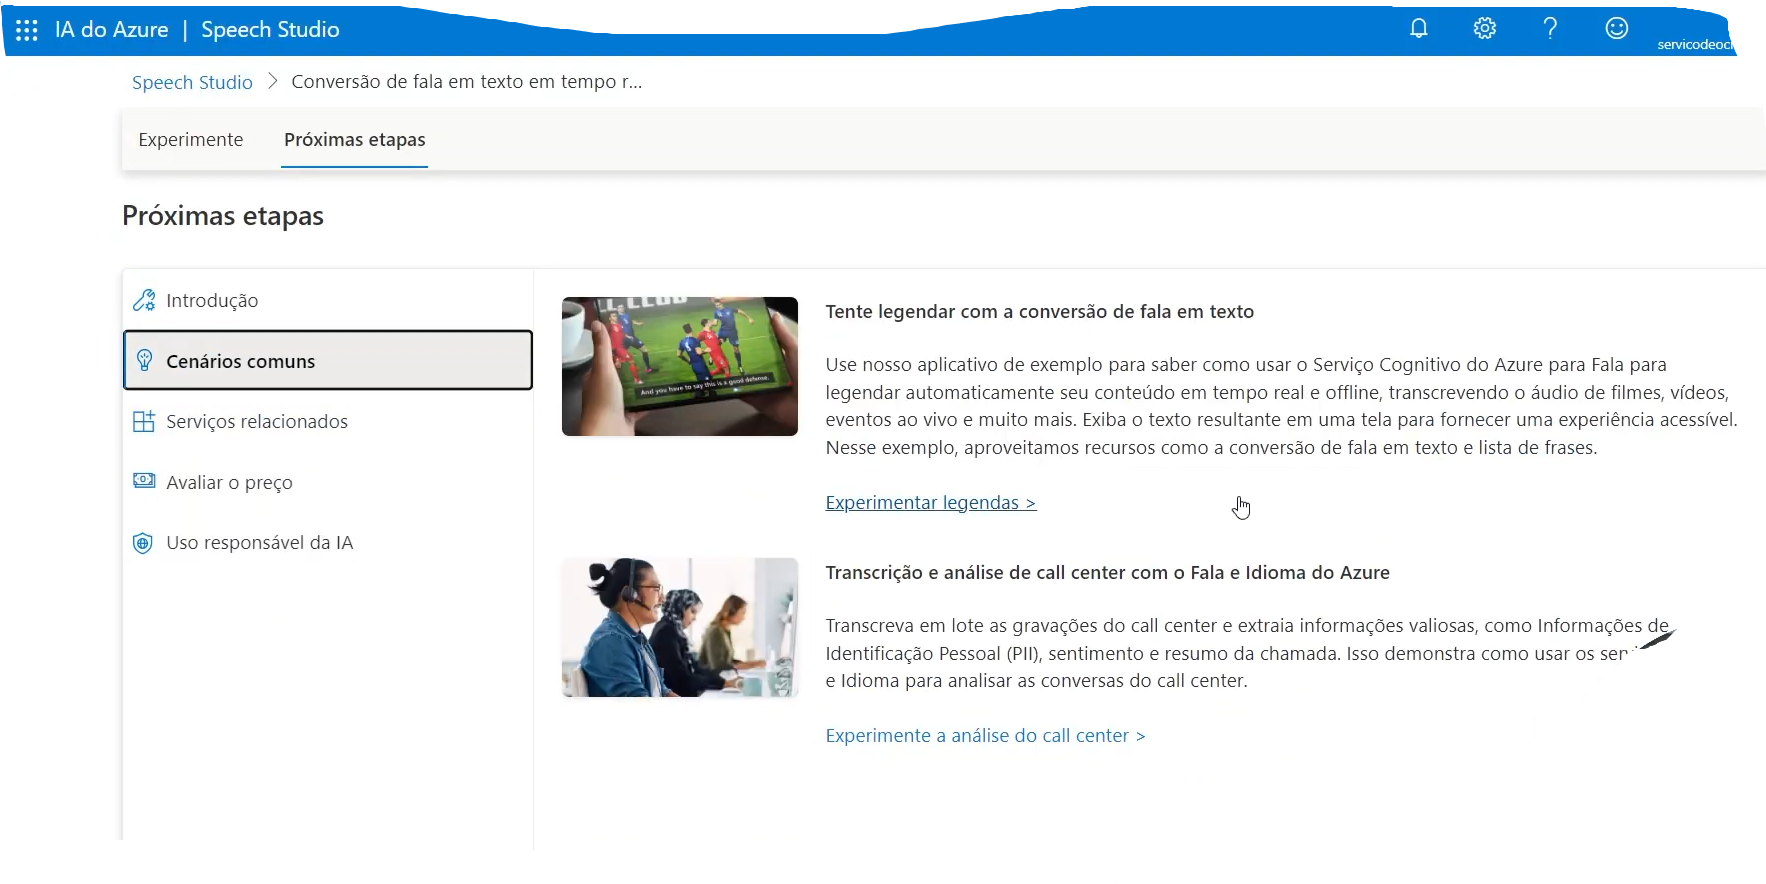 IA do Azure | Speech Studio
servicodeoc
Speech Studio > Conversão de fala em texto em tempo r...
Experimente Próximas etapas
Próximas etapas
Introdução
Cenários comuns
Serviços relacionados
Avaliar o preço
Uso responsável da IA
And you have to say this is a good defense.
Tente legendar com a conversão de fala em texto
Use nosso aplicativo de exemplo para saber como usar o Serviço Cognitivo do Azure para Fala para
legendar automaticamente seu conteúdo em tempo real e offline, transcrevendo o áudio de filmes, vídeos,
eventos ao vivo e muito mais. Exiba o texto resultante em uma tela para fornecer uma experiência acessível.
Nesse exemplo, aproveitamos recursos como a conversão de fala em texto e lista de frases.
Experimentar legendas >
Transcrição e análise de call center com o Fala e Idioma do Azure
Transcreva em lote as gravações do call center e extraia informações valiosas, como Informações de
Identificação Pessoal (PII), sentimento e resumo da chamada. Isso demonstra como usar os
e Idioma para analisar as conversas do call center.
Experimente a análise do call center >